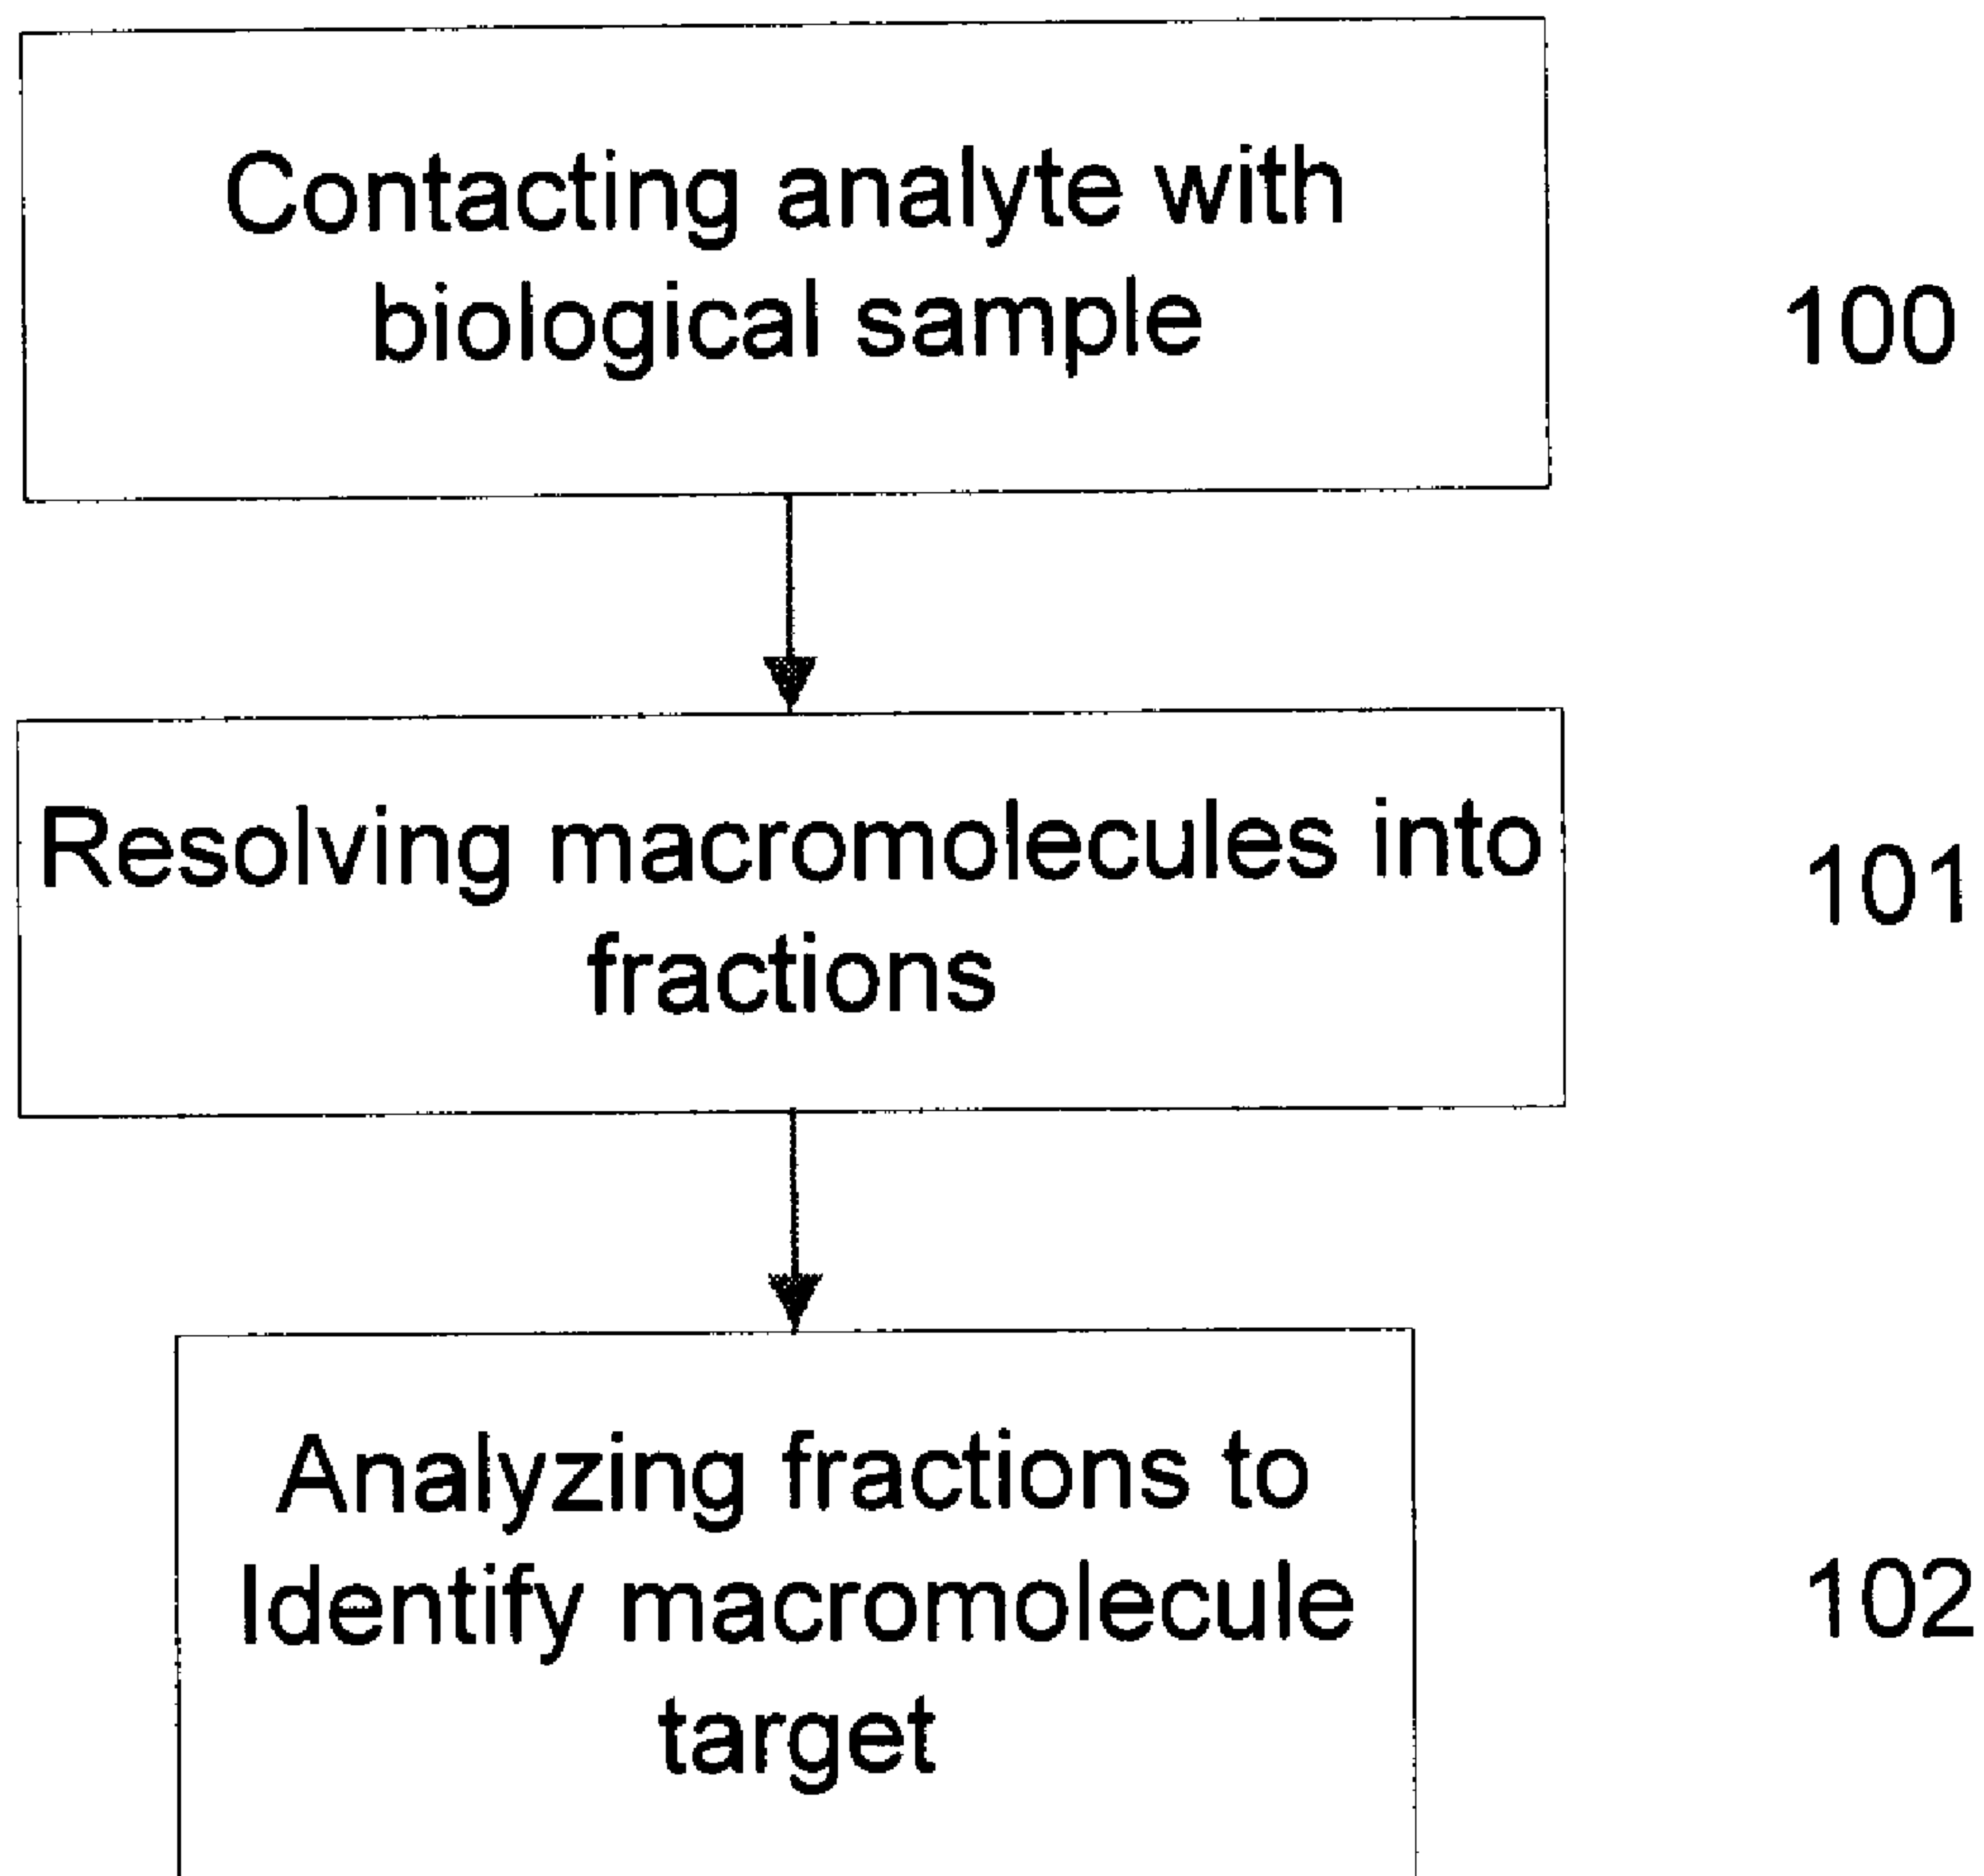 Contacting analyte with
biological sample
100
Resolving macromolecules into
fractions
101
Analyzing fractions to
Identify macromolecule
target
102